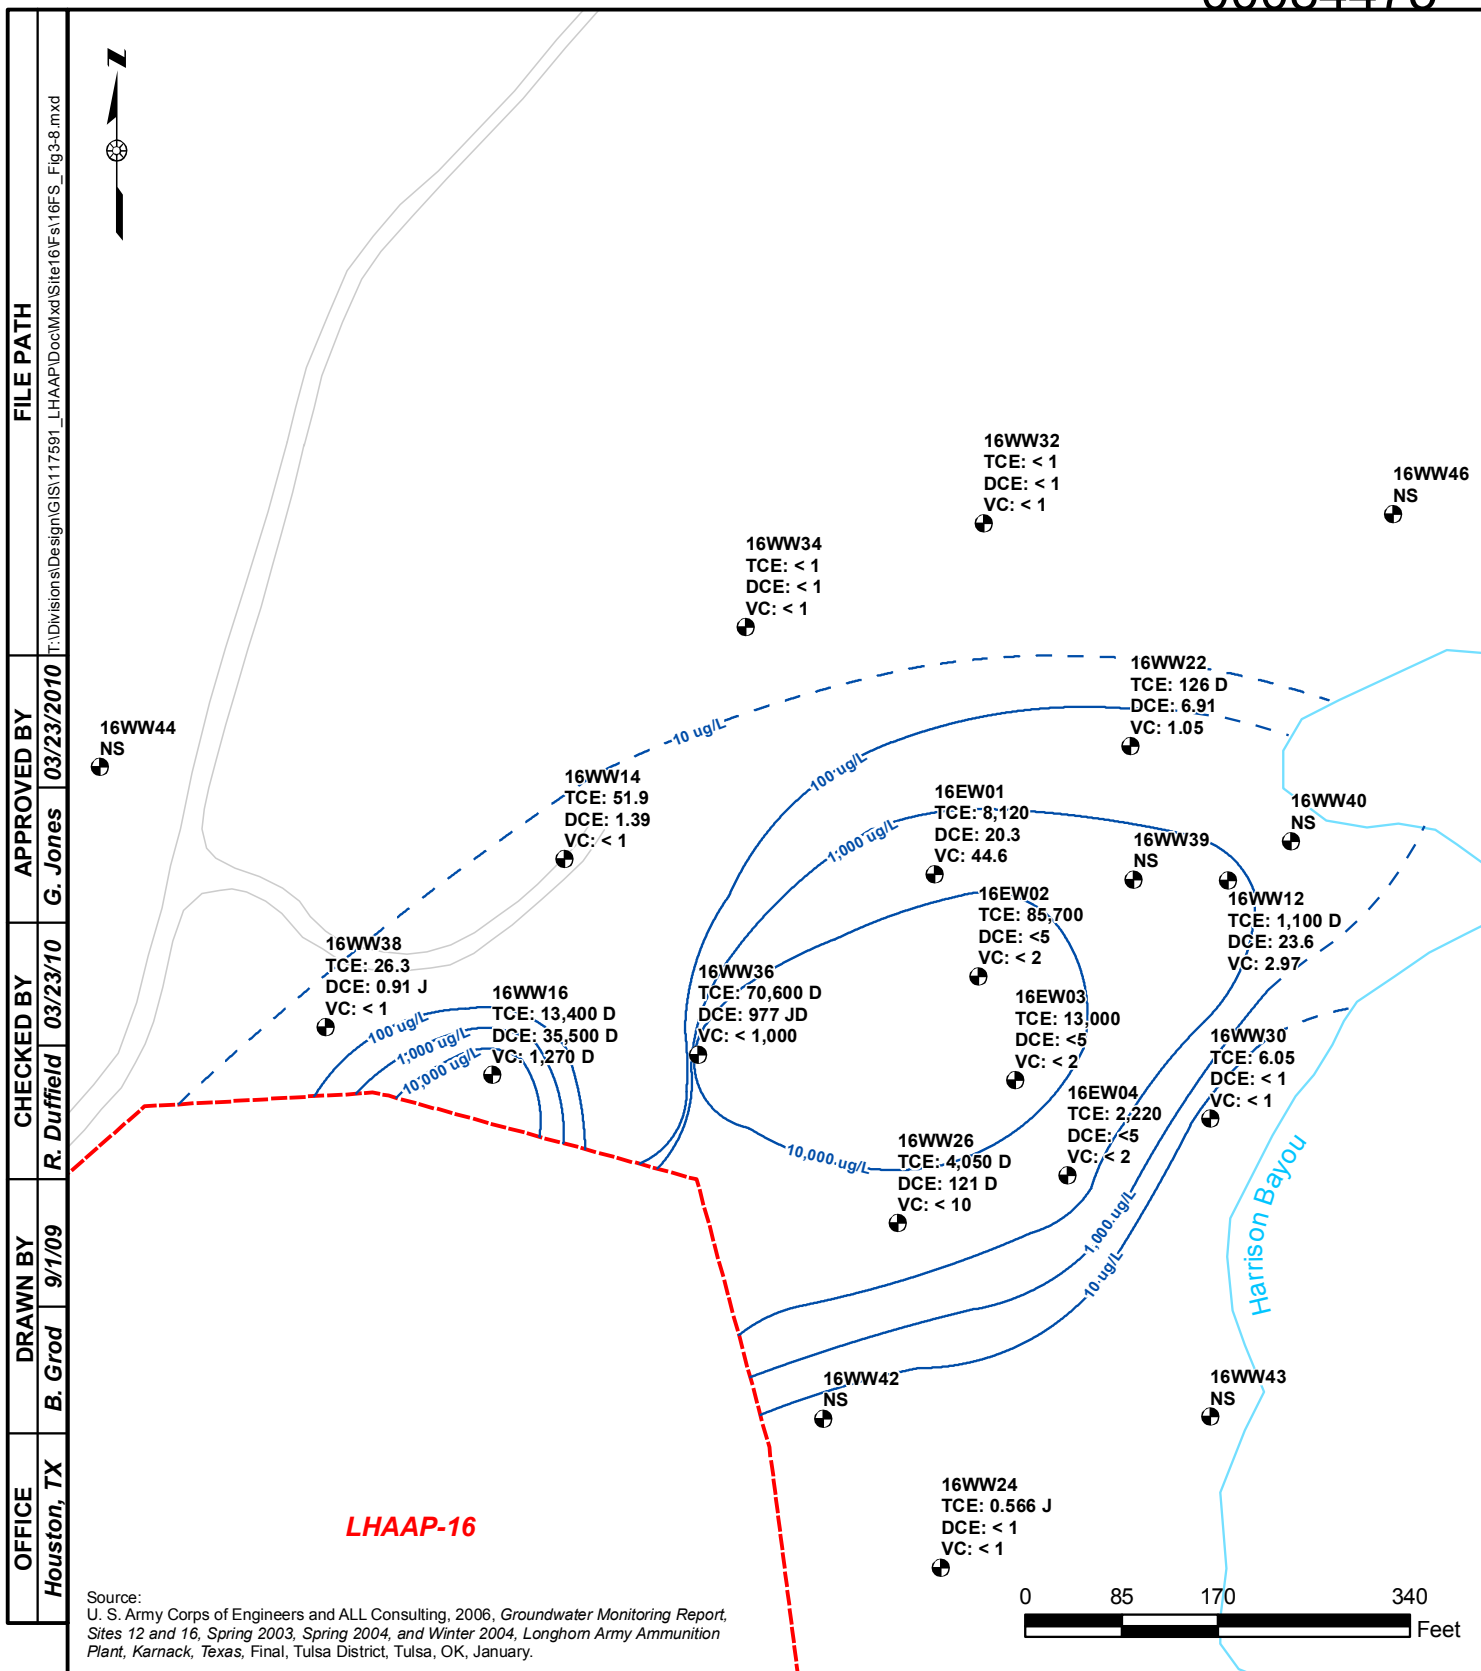 FILE PATH
T:\Divisions\Design\GIS\117591_LHAAP\Doc\Mxd\Site16\Fs\16FS_Fig3-8.mxd
APPROVED BY
G. Jones 03/23/2010
CHECKED BY
R. Duffield 03/23/10
DRAWN BY
B. Grod 9/1/09
OFFICE
Houston, TX
16WW32
TCE: < 1
DCE: < 1
VC: < 1
16WW46
NS
16WW34
TCE: < 1
DCE: < 1
VC: < 1
16WW22
TCE: 126 D
DCE: 6.91
VC: 1.05
16WW44
NS
10 ug/L
100 ug/L
16WW14
TCE: 51.9
DCE: 1.39
VC: < 1
16EW01
TCE: 8,120
DCE: 20.3
VC: 44.6
1,000 ug/L
16WW40
NS
16WW39
NS
16WW12
TCE: 1,100 D
DCE: 23.6
VC: 2.97
16EW02
TCE: 85,700
DCE: <5
VC: < 2
16WW38
TCE: 26.3
DCE: 0.91 J
VC: < 1
16WW16
TCE: 13,400 D
DCE: 35,500 D
VC: 1,270 D
100 ug/L
1,000 ug/L
10,000 ug/L
16WW36
TCE: 70,600 D
DCE: 977 JD
VC: < 1,000
16EW03
TCE: 13,000
DCE: <5
VC: < 2
16WW30
TCE: 6.05
DCE: < 1
VC: < 1
16EW04
TCE: 2,220
DCE: <5
VC: < 2
10,000 ug/L
16WW26
TCE: 4,050 D
DCE: 121 D
VC: < 10
1,000 ug/L
10 ug/L
Harrison Bayou
16WW42
NS
16WW43
NS
16WW24
TCE: 0.566 J
DCE: < 1
VC: < 1
LHAAP-16
0 85 170 340
Feet
Source:
U. S. Army Corps of Engineers and ALL Consulting, 2006, Groundwater Monitoring Report,
Sites 12 and 16, Spring 2003, Spring 2004, and Winter 2004, Longhorn Army Ammunition
Plant, Karnack, Texas, Final, Tulsa District, Tulsa, OK, January.